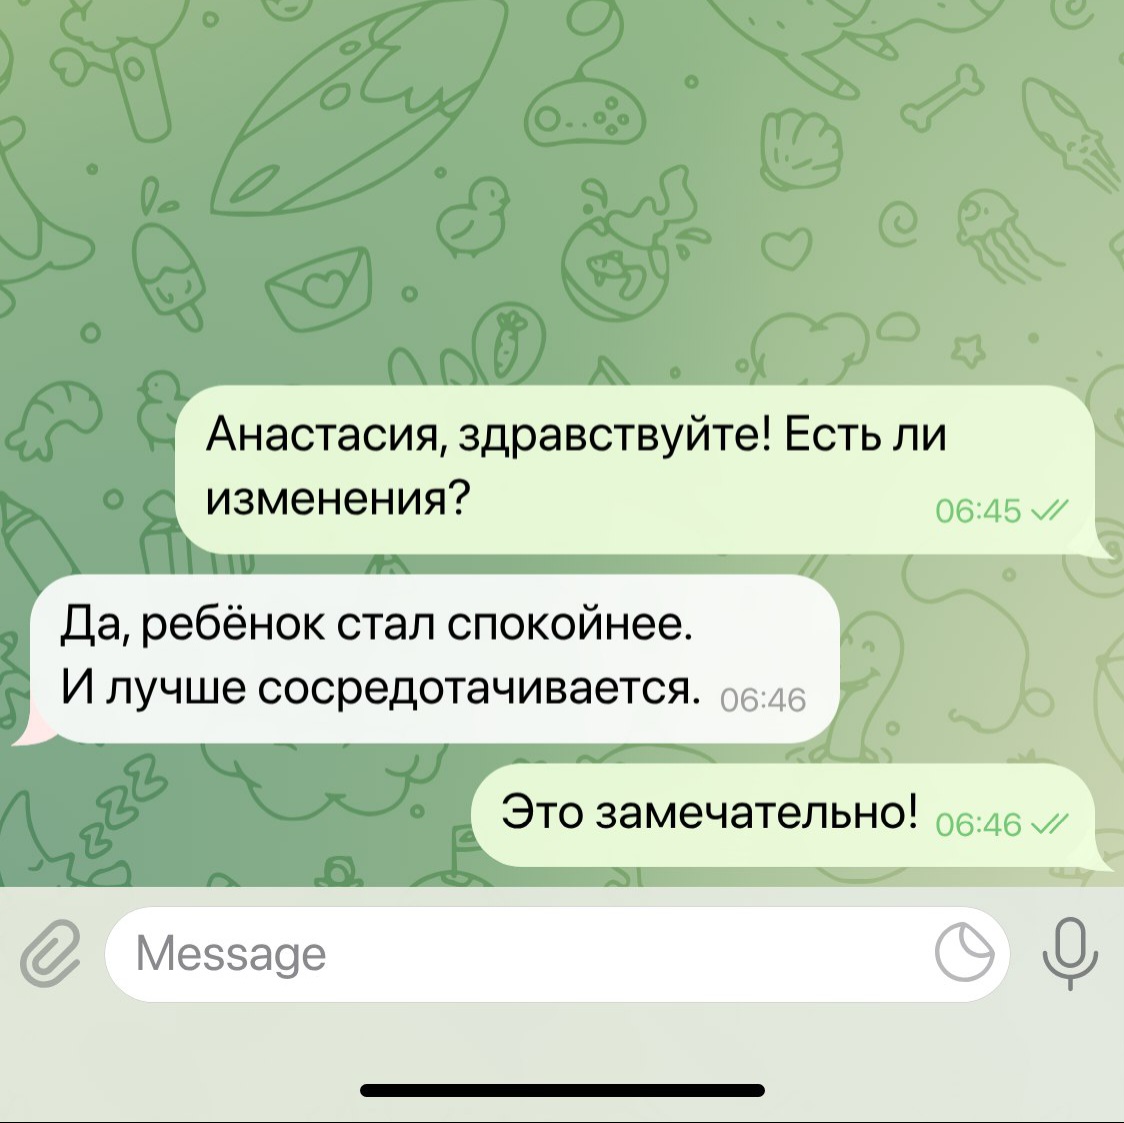 Анастасия, здравствуйте! Есть ли
изменения?
06:45
Да, ребёнок стал спокойнее.
И лучше сосредотачивается. 06:46
Это замечательно! 06:46
Message